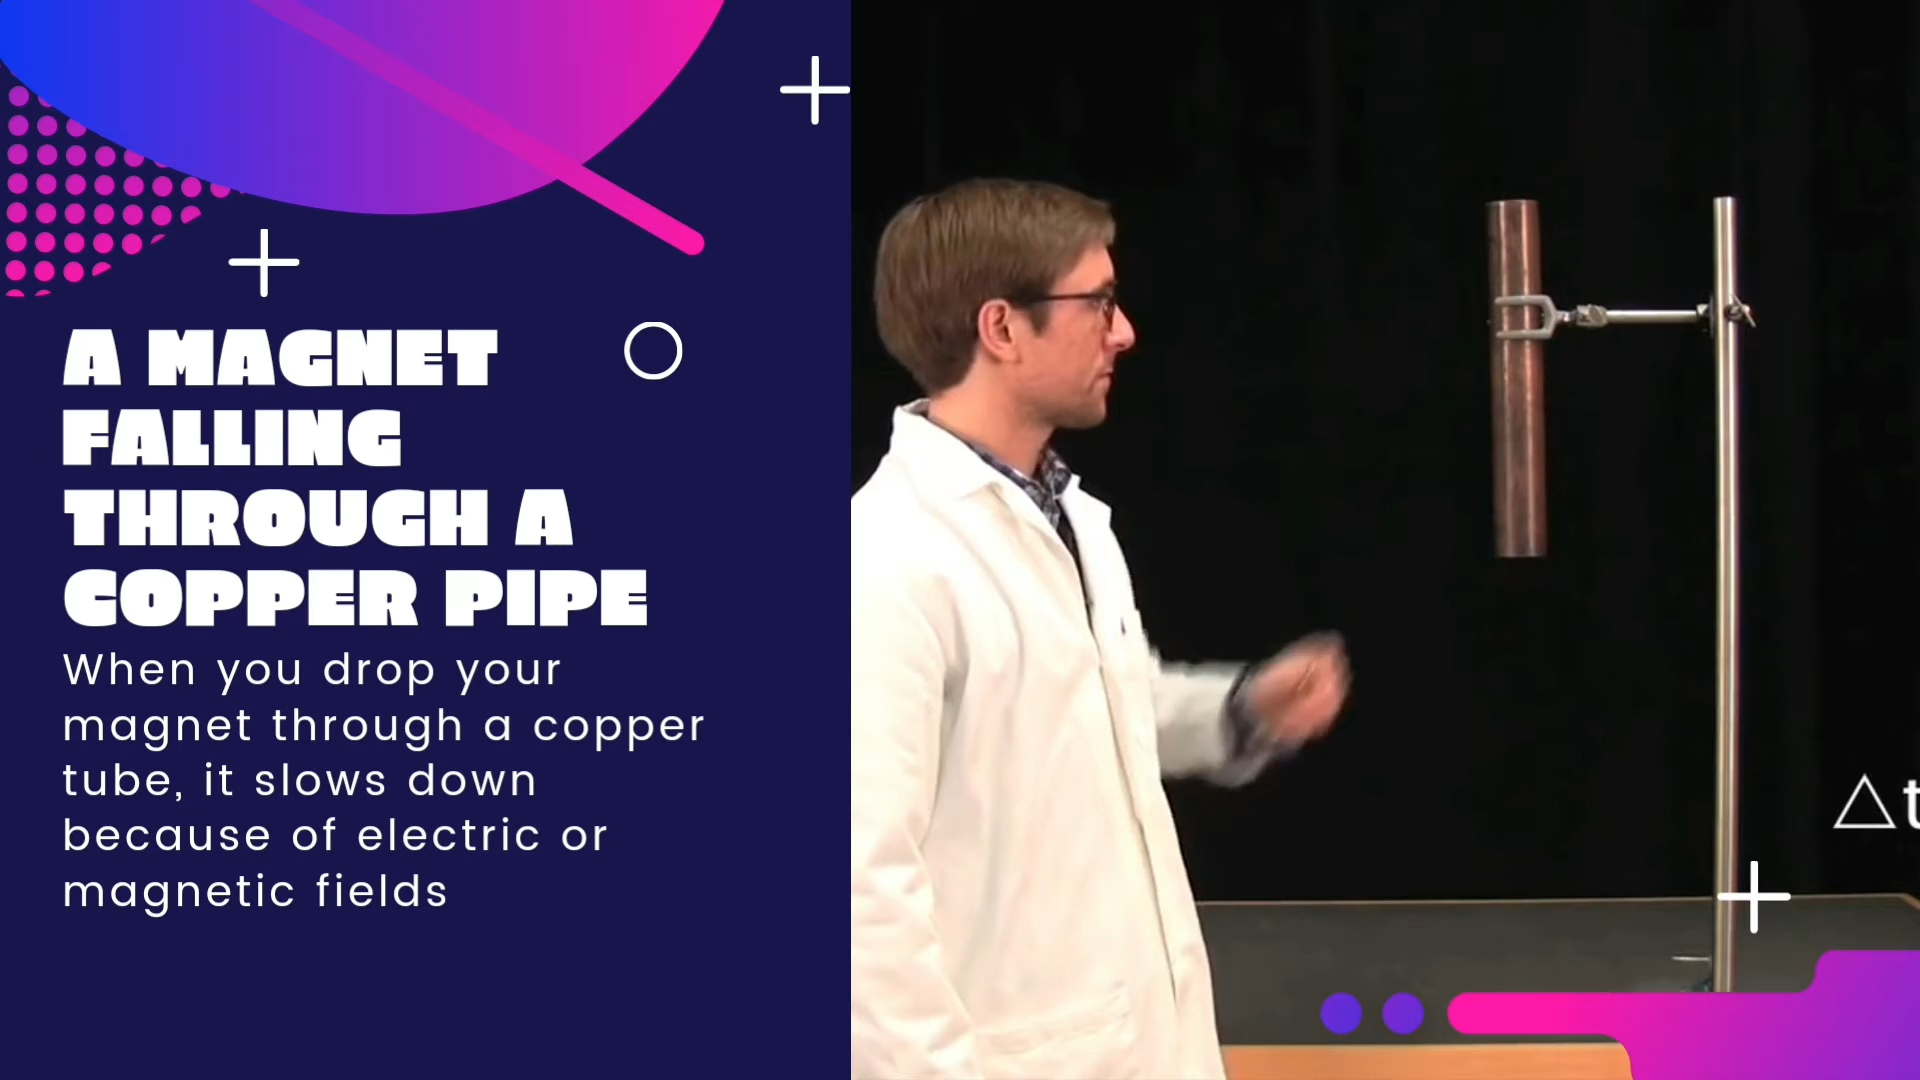 A MAGNET
FALLING
THROUGH A
COPPER PIPE
When you drop your
magnet through a copper
tube, it slows down
because of electric or
magnetic fields
△t